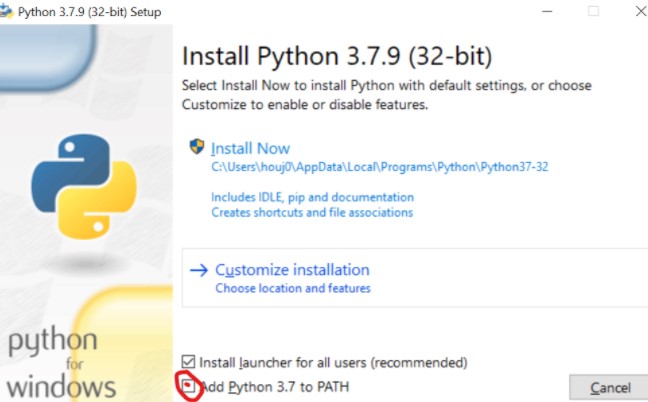 Python 3.7.9 (32-bit) Setup
Install Python 3.7.9 (32-bit)
Select Install Now to install Python with default settings, or choose
Customize to enable or disable features.
Install Now
C:\Users\houj0\AppData\Local\Programs\Python\Python37-32
Includes IDLE, pip and documentation
Creates shortcuts and file associations
Customize installation
Choose location and features
Install launcher for all users (recommended)
Add Python 3.7 to PATH
Cancel
python
for
windows